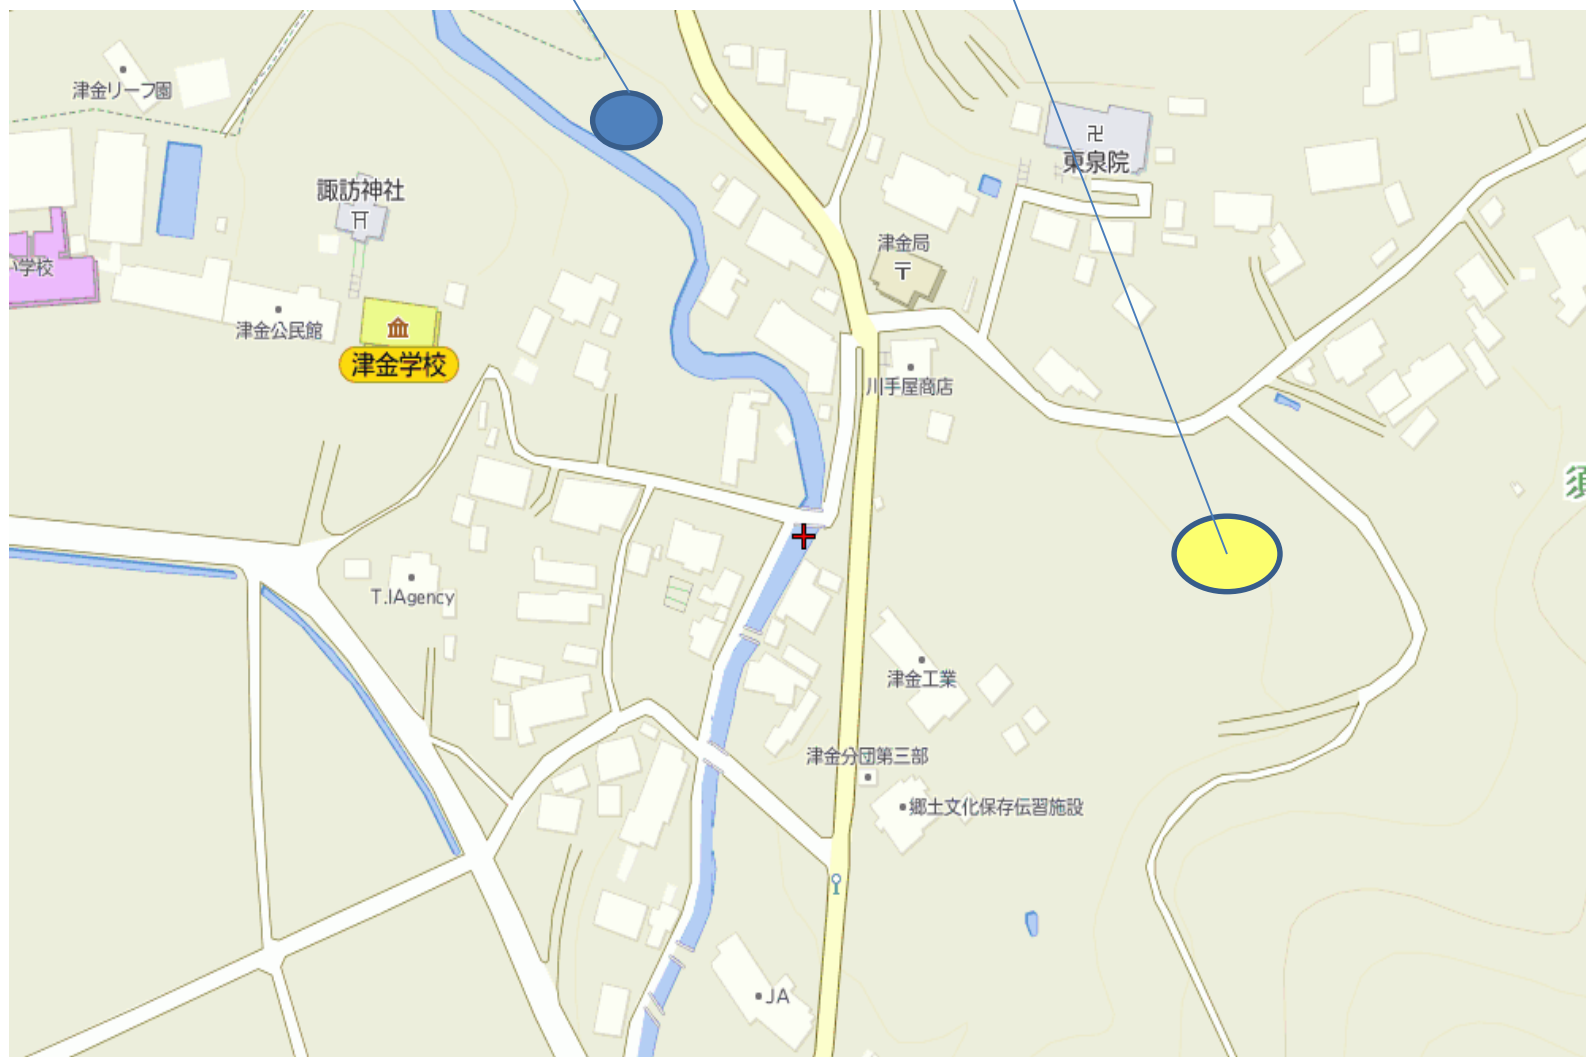 津金リーフ園
卍
東泉院
諏訪神社
津金局
〒
小学校
津金公民館
津金学校
川手屋商店
T.IAgency
津金工業
津金分団第三部
郷土文化保存伝習施設
JA
須